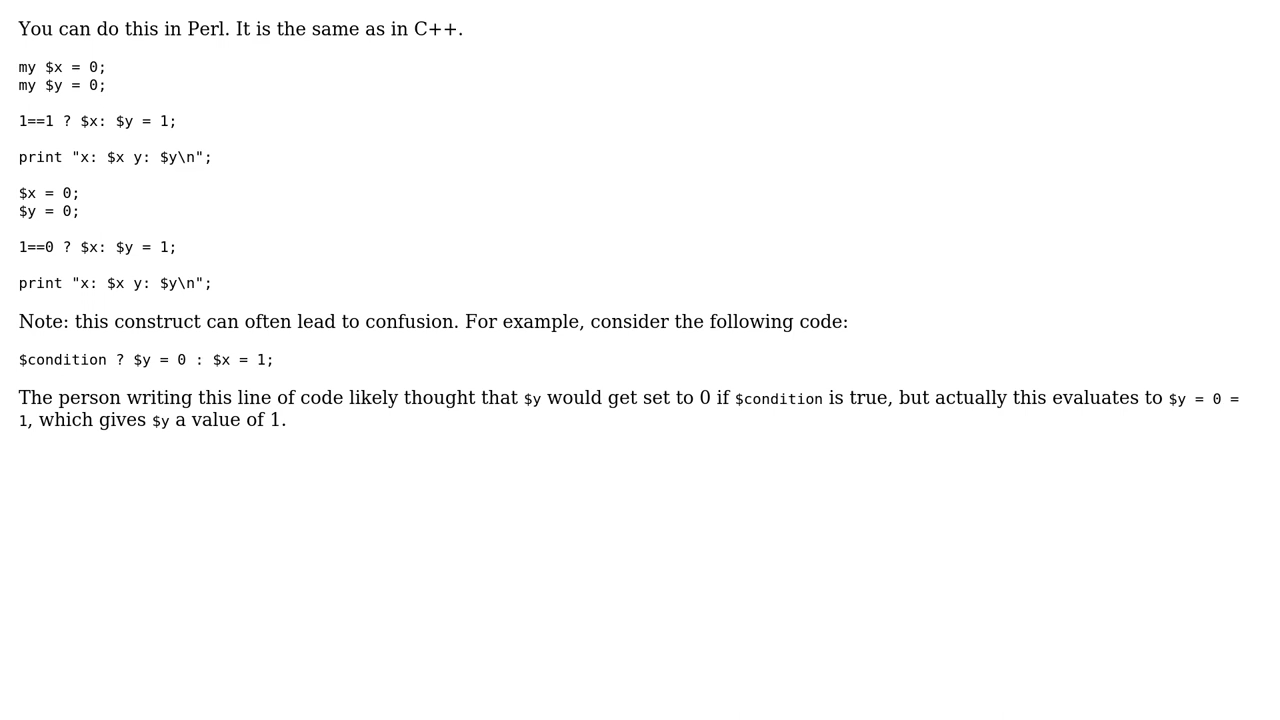 You can do this in Perl. It is the same as in C++.
my $x = 0;
my $y = 0;
1==1 ? $x: $y = 1;
print "x: $x y: $y\n";
$x = 0;
$y = 0;
1==0 ? $x: $y = 1;
print "x: $x y: $y\n";
Note: this construct can often lead to confusion. For example, consider the following code:
$condition ? $y = 0 : $x = 1;
The person writing this line of code likely thought that $y would get set to 0 if $condition is true, but actually this evaluates to $y = 0 =
1, which gives $y a value of 1.